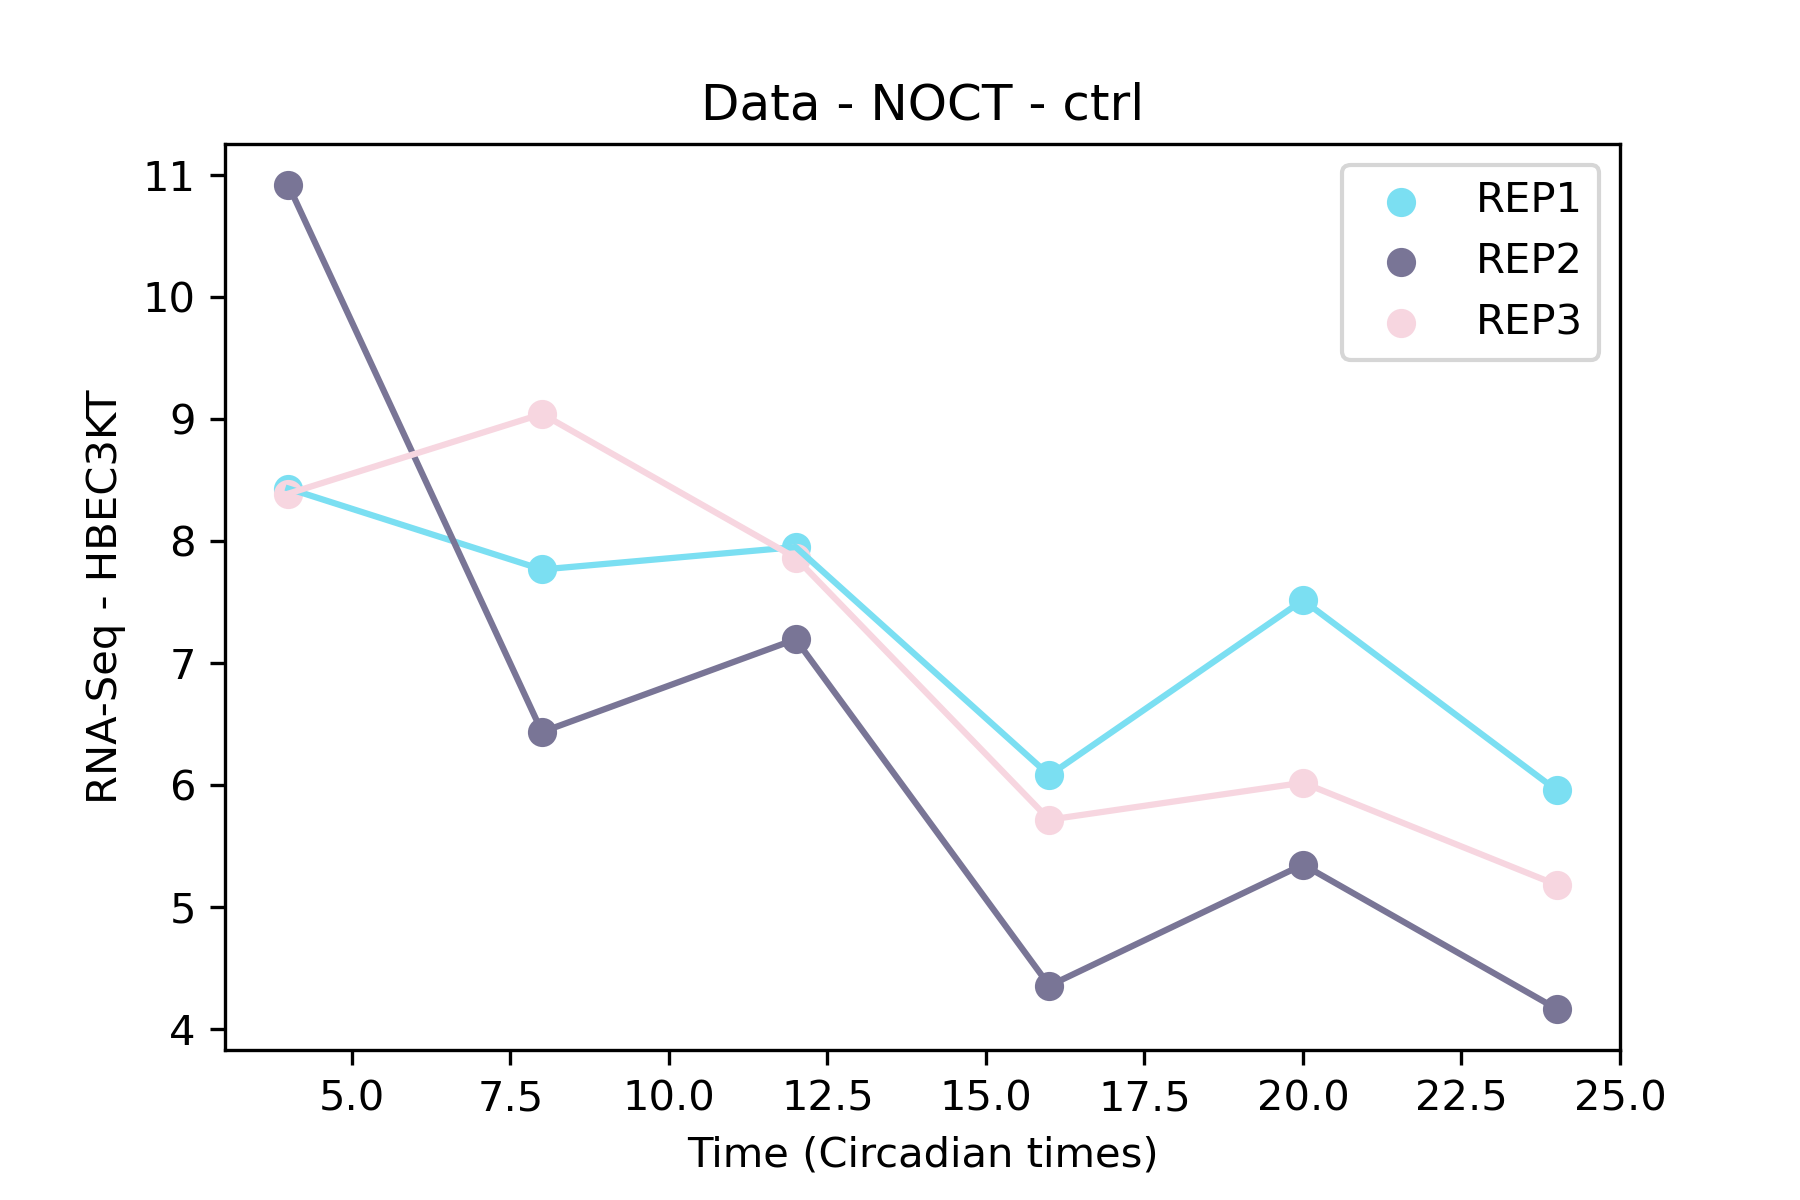 Data - NOCT - ctrl
REP1
REP2
REP3
RNA-Seq - HBEC3KT
11
10
9
8
7
6
5
4
5.0 7.5 10.0 12.5 15.0 17.5 20.0 22.5 25.0
Time (Circadian times)